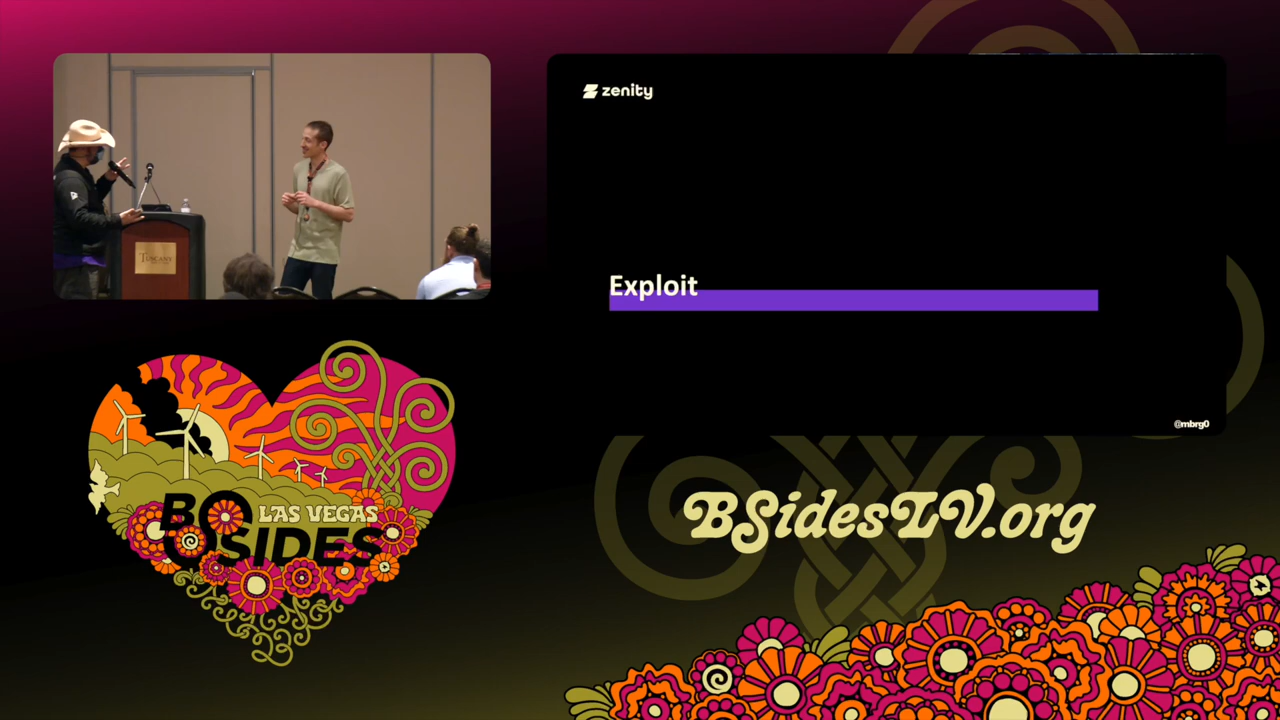 zenity
Exploit
@mbrg0
TUSCANY
BSIDES
LAS VEGAS
BSidesLV.org